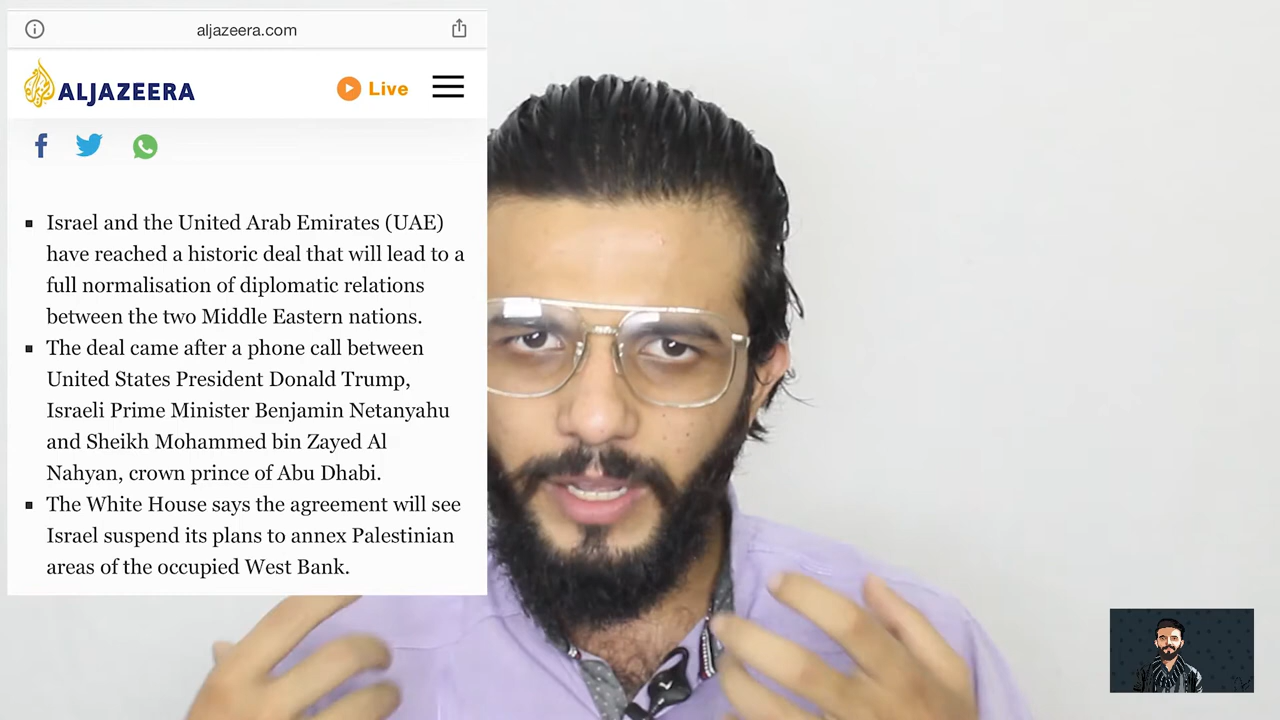 aljazeera.com
ALJAZEERA
Live
Israel and the United Arab Emirates (UAE)
have reached a historic deal that will lead to a
full normalisation of diplomatic relations
between the two Middle Eastern nations.
The deal came after a phone call between
United States President Donald Trump,
Israeli Prime Minister Benjamin Netanyahu
and Sheikh Mohammed bin Zayed Al
Nahyan, crown prince of Abu Dhabi.
The White House says the agreement will see
Israel suspend its plans to annex Palestinian
areas of the occupied West Bank.